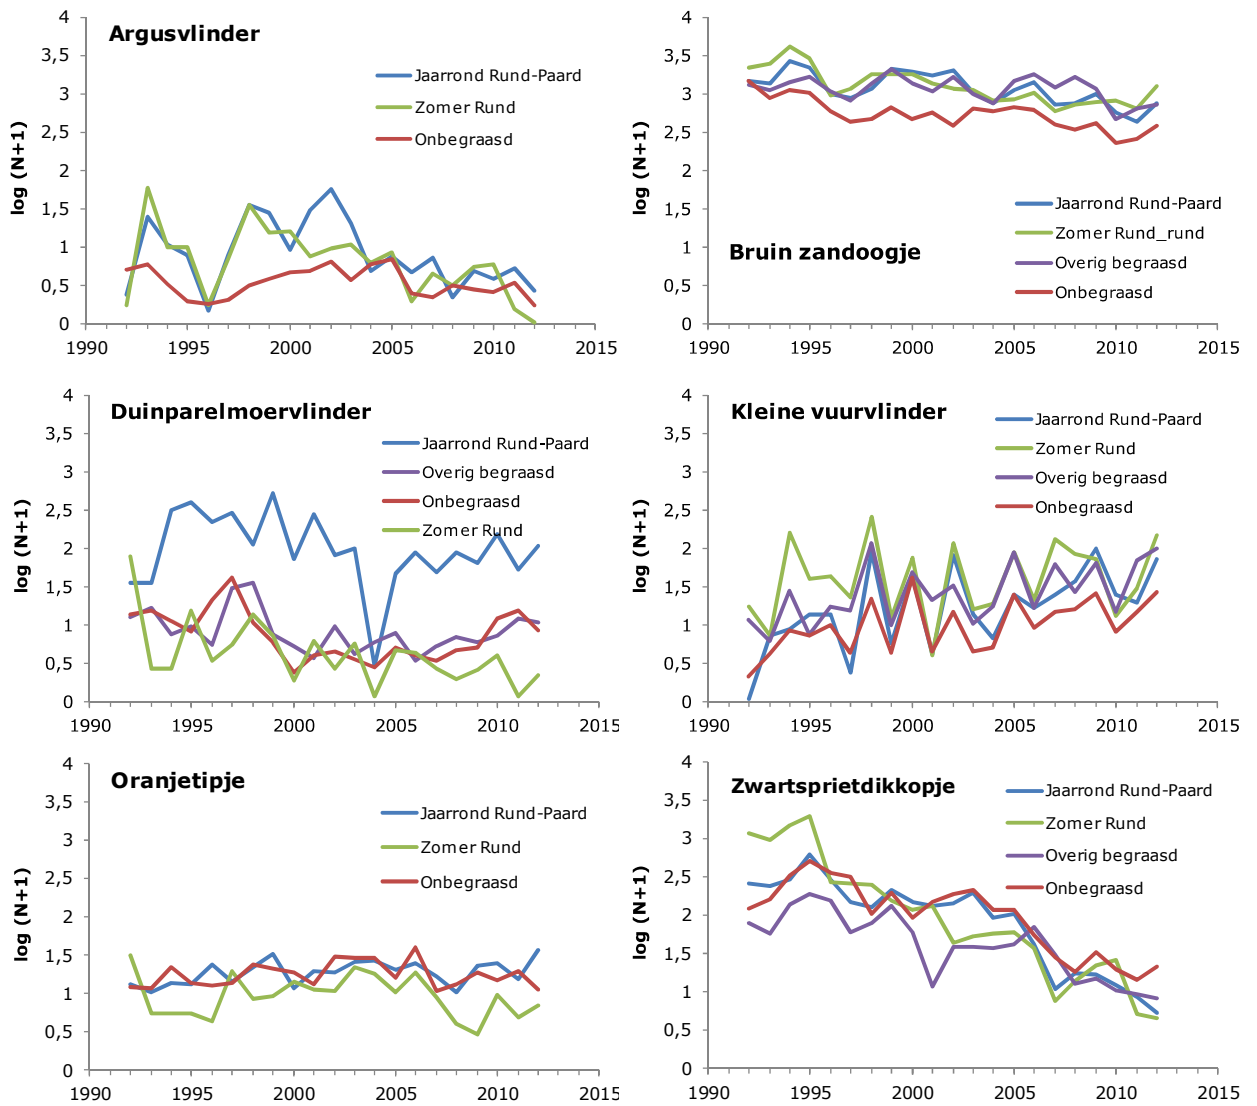 Argusvlinder
log (N+1)
4
3,5
3
2,5
2
1,5
1
0,5
0
1990 1995 2000 2005 2010 2015
Jaarrond Rund-Paard
Zomer Rund
Onbegraasd
Bruin zandoogje
log (N+1)
4
3,5
3
2,5
2
1,5
1
0,5
0
1990 1995 2000 2005 2010 2015
Jaarrond Rund-Paard
Zomer Rund_rund
Overig begraasd
Onbegraasd
Duinparelmoervlinder
log (N+1)
4
3,5
3
2,5
2
1,5
1
0,5
0
1990 1995 2000 2005 2010 2015
Jaarrond Rund-Paard
Overig begraasd
Onbegraasd
Zomer Rund
Kleine vuurvlinder
log (N+1)
4
3,5
3
2,5
2
1,5
1
0,5
0
1990 1995 2000 2005 2010 2015
Jaarrond Rund-Paard
Zomer Rund
Overig begraasd
Onbegraasd
Oranjetipje
log (N+1)
4
3,5
3
2,5
2
1,5
1
0,5
0
1990 1995 2000 2005 2010 2015
Jaarrond Rund-Paard
Zomer Rund
Onbegraasd
Zwartsprietdikkopje
log (N+1)
4
3,5
3
2,5
2
1,5
1
0,5
0
1990 1995 2000 2005 2010 2015
Jaarrond Rund-Paard
Zomer Rund
Overig begraasd
Onbegraasd